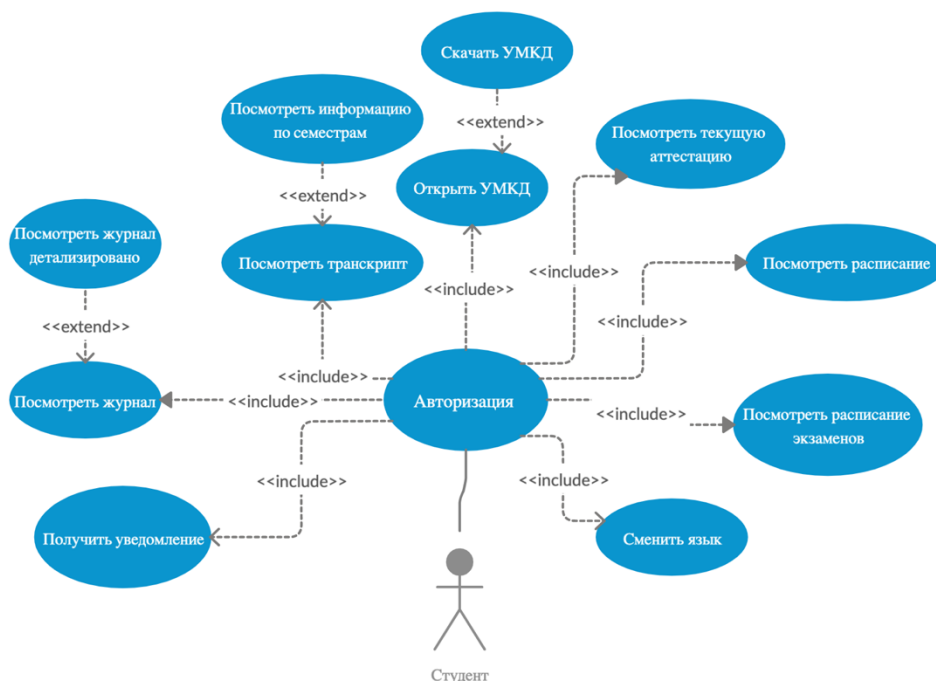 Скачать УМКД
Посмотреть информацию
по семестрам
<<extend>>
Посмотреть текущую
аттестацию
<<extend>>
Открыть УМКД
Посмотреть журнал
детализировано
Посмотреть транскрипт
Посмотреть расписание
<<include>>
<<extend>>
<<include>>
<<include>>
<<include>>
Посмотреть журнал
<<include>>
Авторизация
<<include>>
Посмотреть расписание
экзаменов
<<include>>
<<include>>
Получить уведомление
Сменить язык
Студент